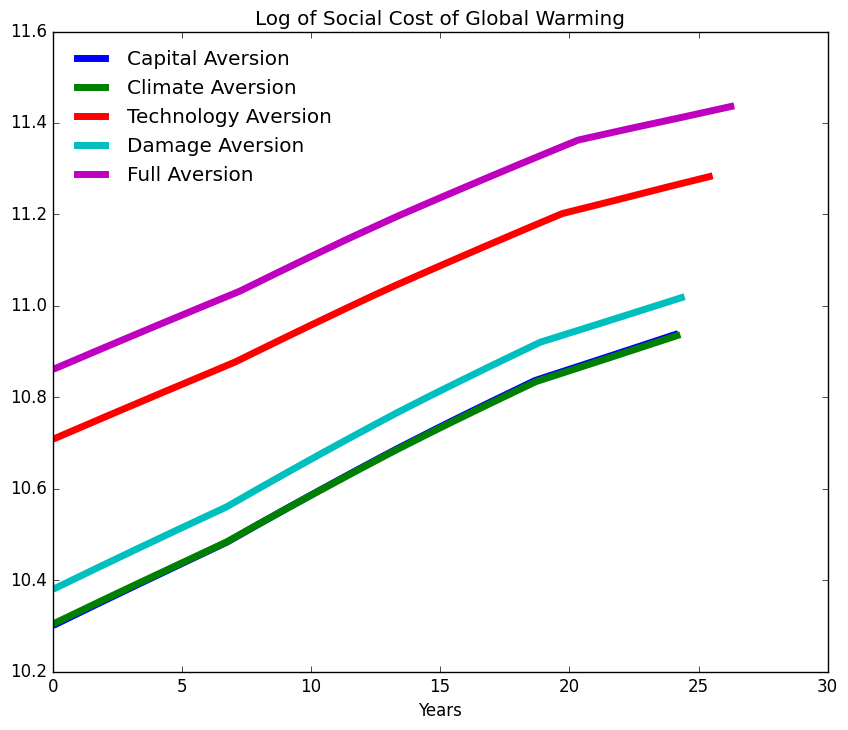 Log of Social Cost of Global Warming
11.6
11.4
11.2
11.0
10.8
10.6
10.4
10.2
Capital Aversion
Climate Aversion
Technology Aversion
Damage Aversion
Full Aversion
0 5 10 15 20 25 30
Years